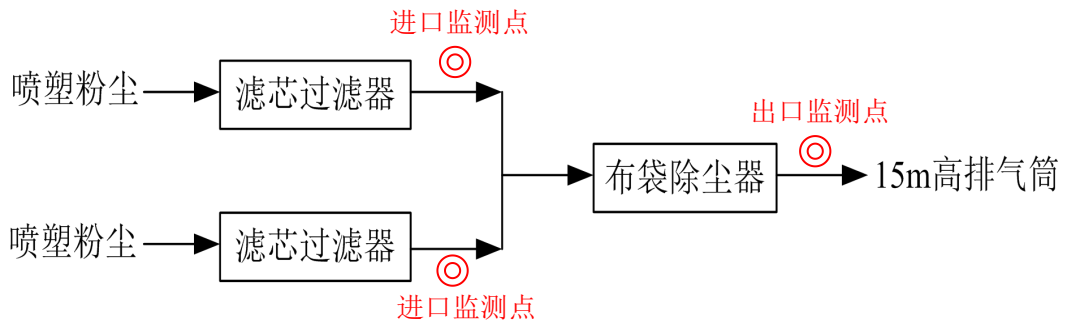 进口监测点
喷塑粉尘
滤芯过滤器
出口监测点
布袋除尘器
15m高排气筒
喷塑粉尘
滤芯过滤器
进口监测点